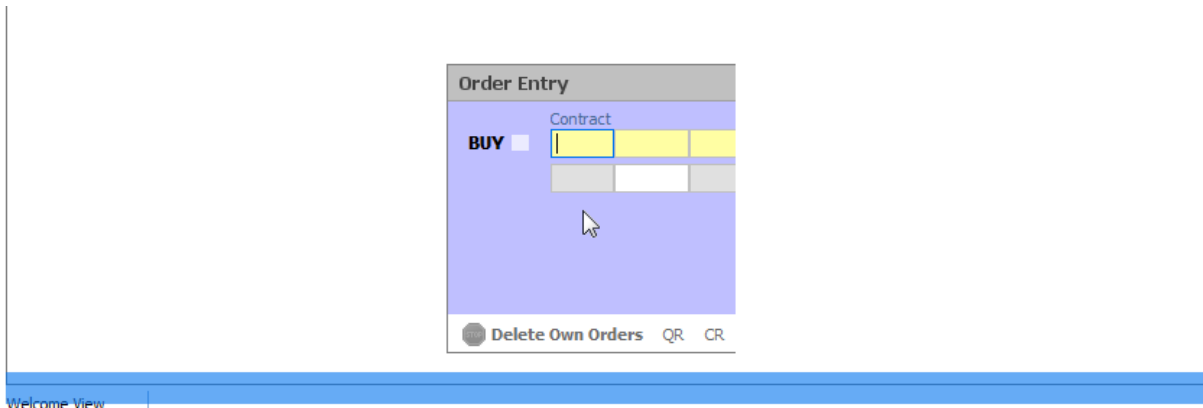 Order Entry
Contract
BUY
Delete Own Orders QR CR
Welcome View